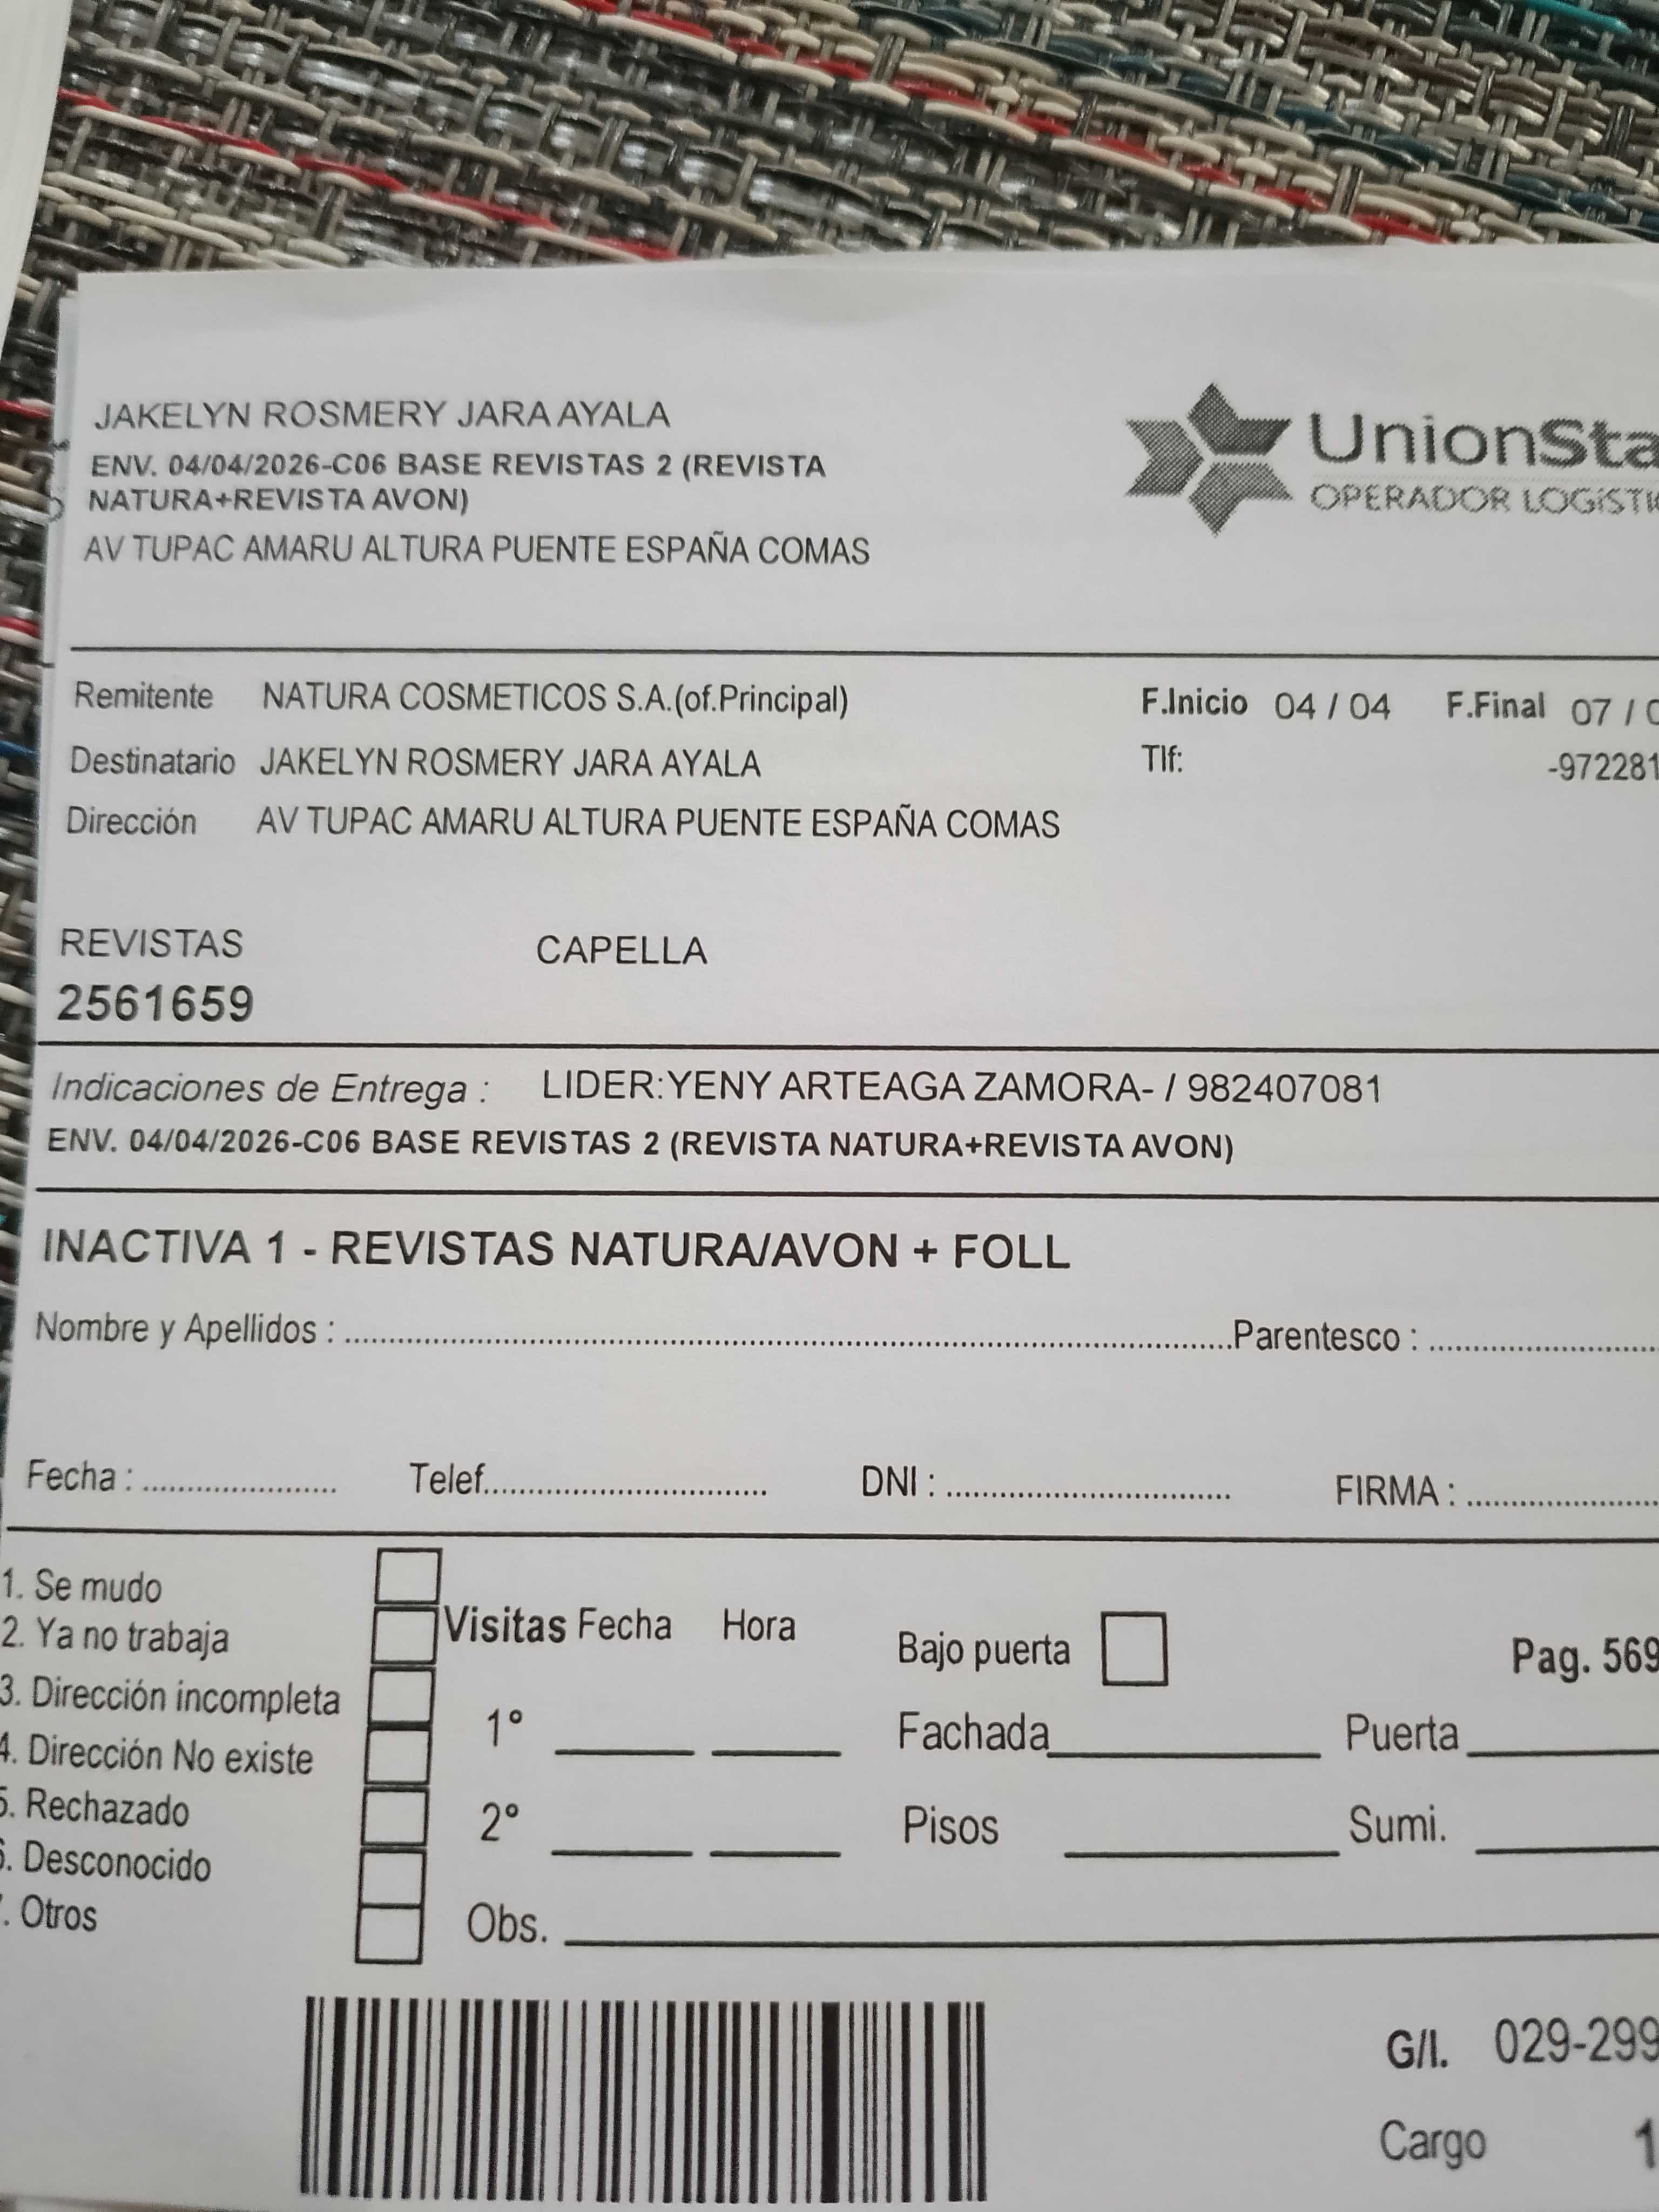 JAKELYN ROSMERY JARA AYALA
ENV. 04/04/2026-C06 BASE REVISTAS 2 (REVISTA
NATURA+REVISTA AVON)
AV TUPAC AMARU ALTURA PUENTE ESPAÑA COMAS
UnionSta
OPERADOR LOGíSTI
Remitente NATURA COSMETICOS S.A.(of.Principal) F.Inicio 04 / 04 F.Final 07 / 0
Destinatario JAKELYN ROSMERY JARA AYALA Tlf: -972281
Dirección AV TUPAC AMARU ALTURA PUENTE ESPAÑA COMAS
REVISTAS CAPELLA
2561659
Indicaciones de Entrega : LIDER:YENY ARTEAGA ZAMORA- / 982407081
ENV. 04/04/2026-C06 BASE REVISTAS 2 (REVISTA NATURA+REVISTA AVON)
INACTIVA 1 - REVISTAS NATURA/AVON + FOLL
Nombre y Apellidos : Parentesco :
Fecha : Telef. DNI : FIRMA :
1. Se mudo
2. Ya no trabaja
3. Dirección incompleta
4. Dirección No existe
5. Rechazado
6. Desconocido
. Otros
Visitas Fecha Hora
1°
2°
Obs.
Bajo puerta Pag. 569
Fachada Puerta
Pisos Sumi.
G/I. 029-299
Cargo 1